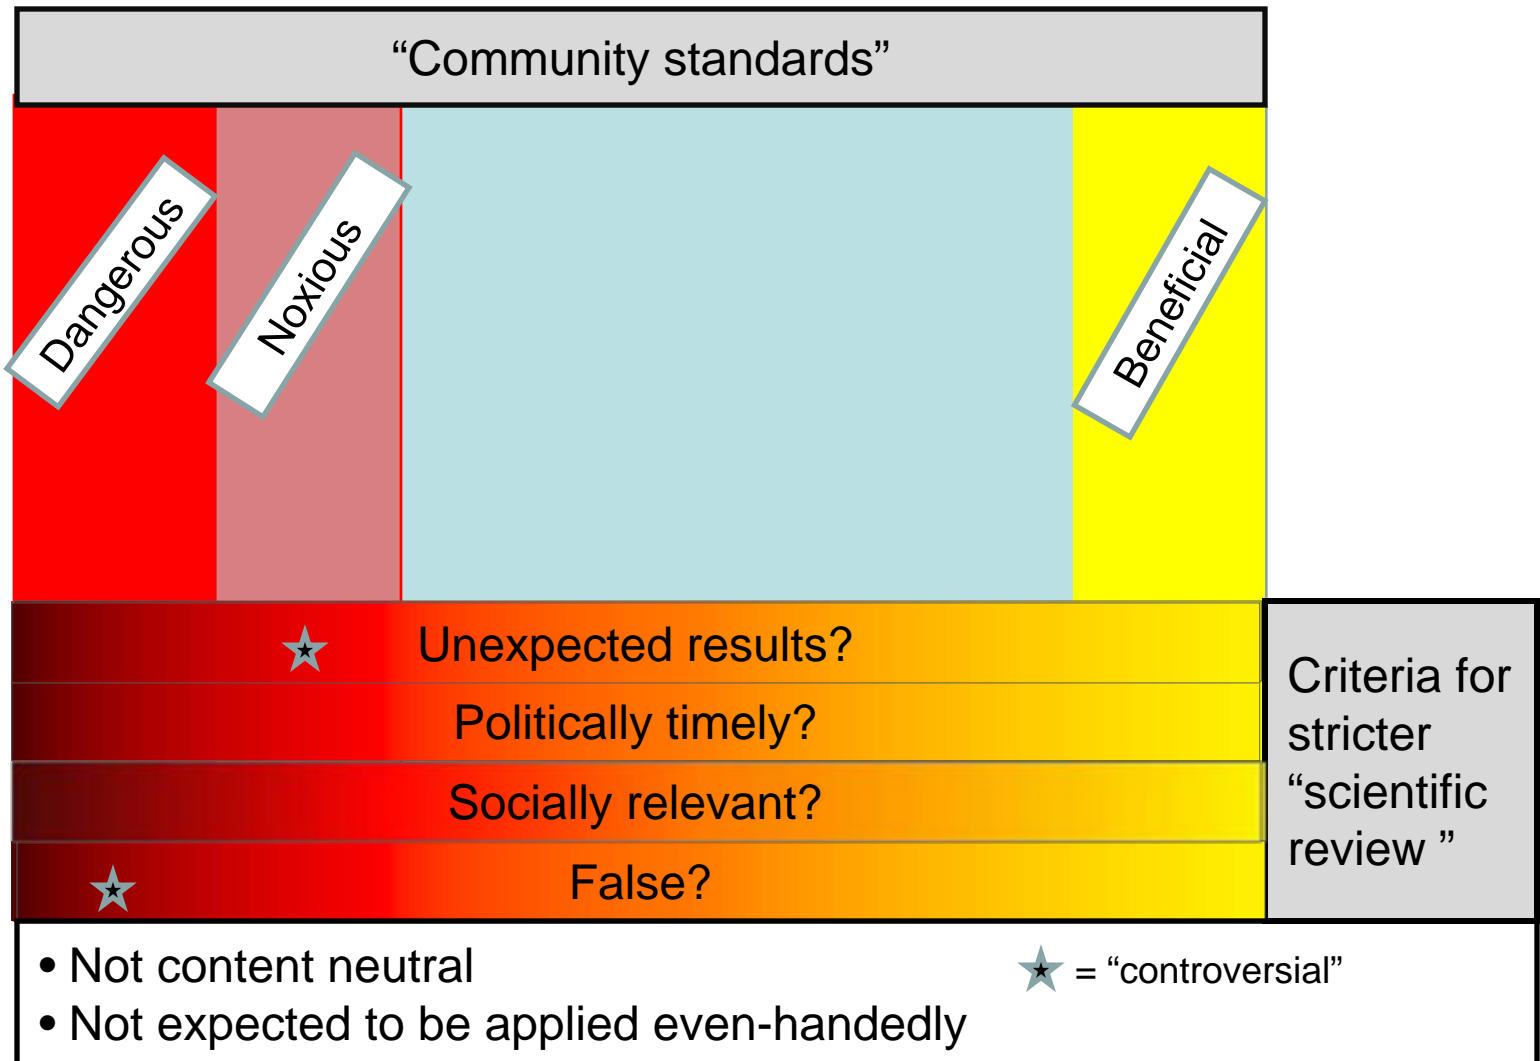 “Community standards”
Dangerous
Noxious
Beneficial
Unexpected results?
Politically timely?
Socially relevant?
False?
Criteria for
stricter
“scientific
review ”
• Not content neutral
= “controversial”
• Not expected to be applied even-handedly